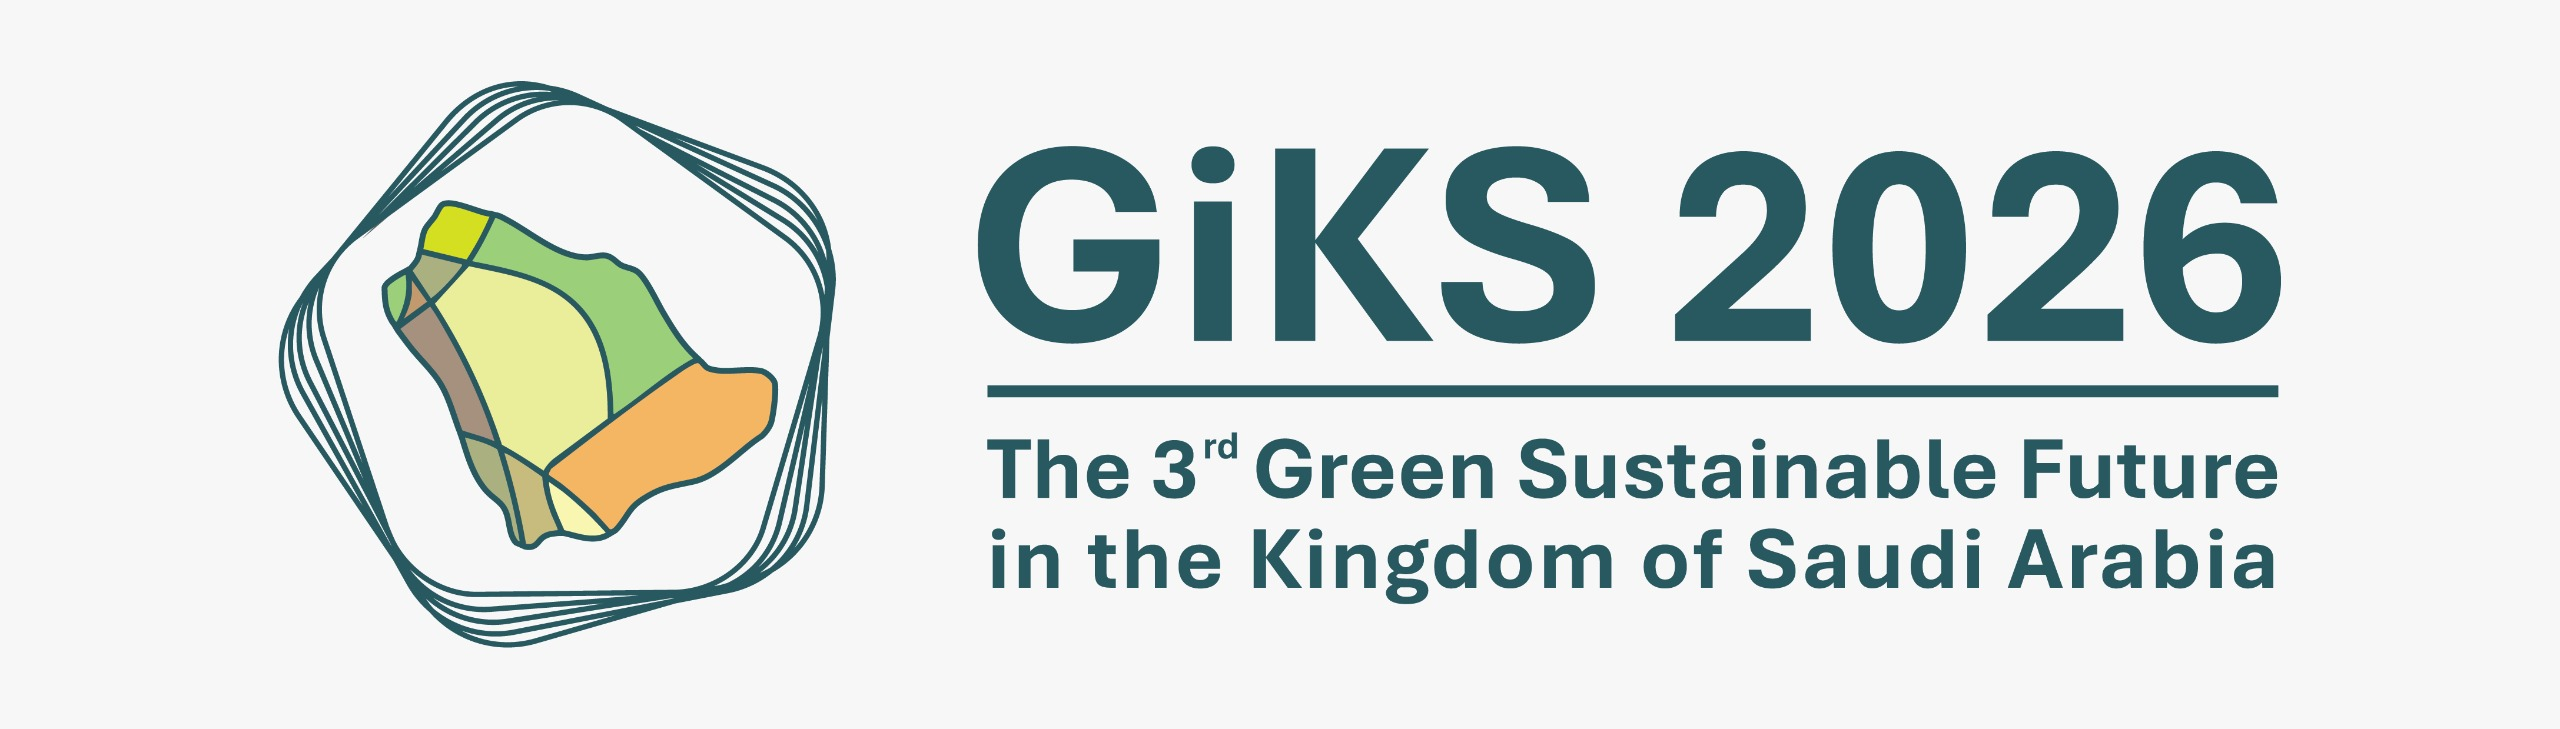 GiKS 2026
The 3rd Green Sustainable Future
in the Kingdom of Saudi Arabia